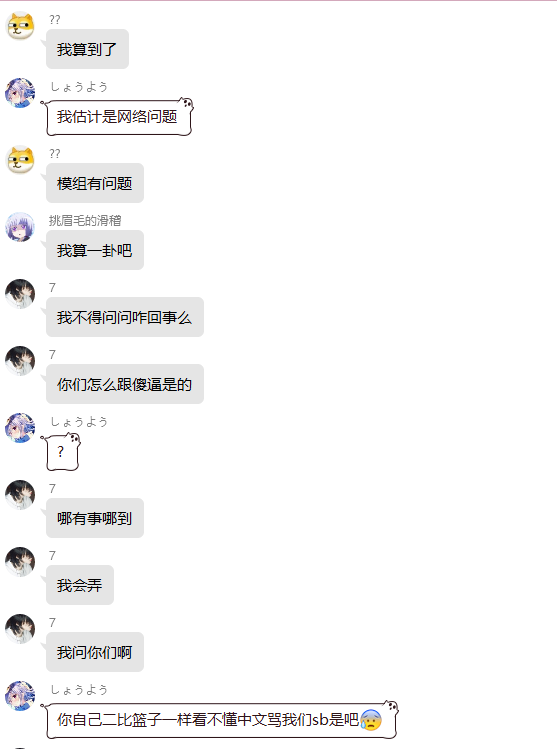 ??
我算到了
しょうよう
我估计是网络问题
??
模组有问题
挑眉毛的滑稽
我算一卦吧
7
我不得问问咋回事么
7
你们怎么跟傻逼是的
しょうよう
?
7
哪有事哪到
7
我会弄
7
我问你们啊
しょうよう
你自己二比篮子一样看不懂中文骂我们sb是吧😰